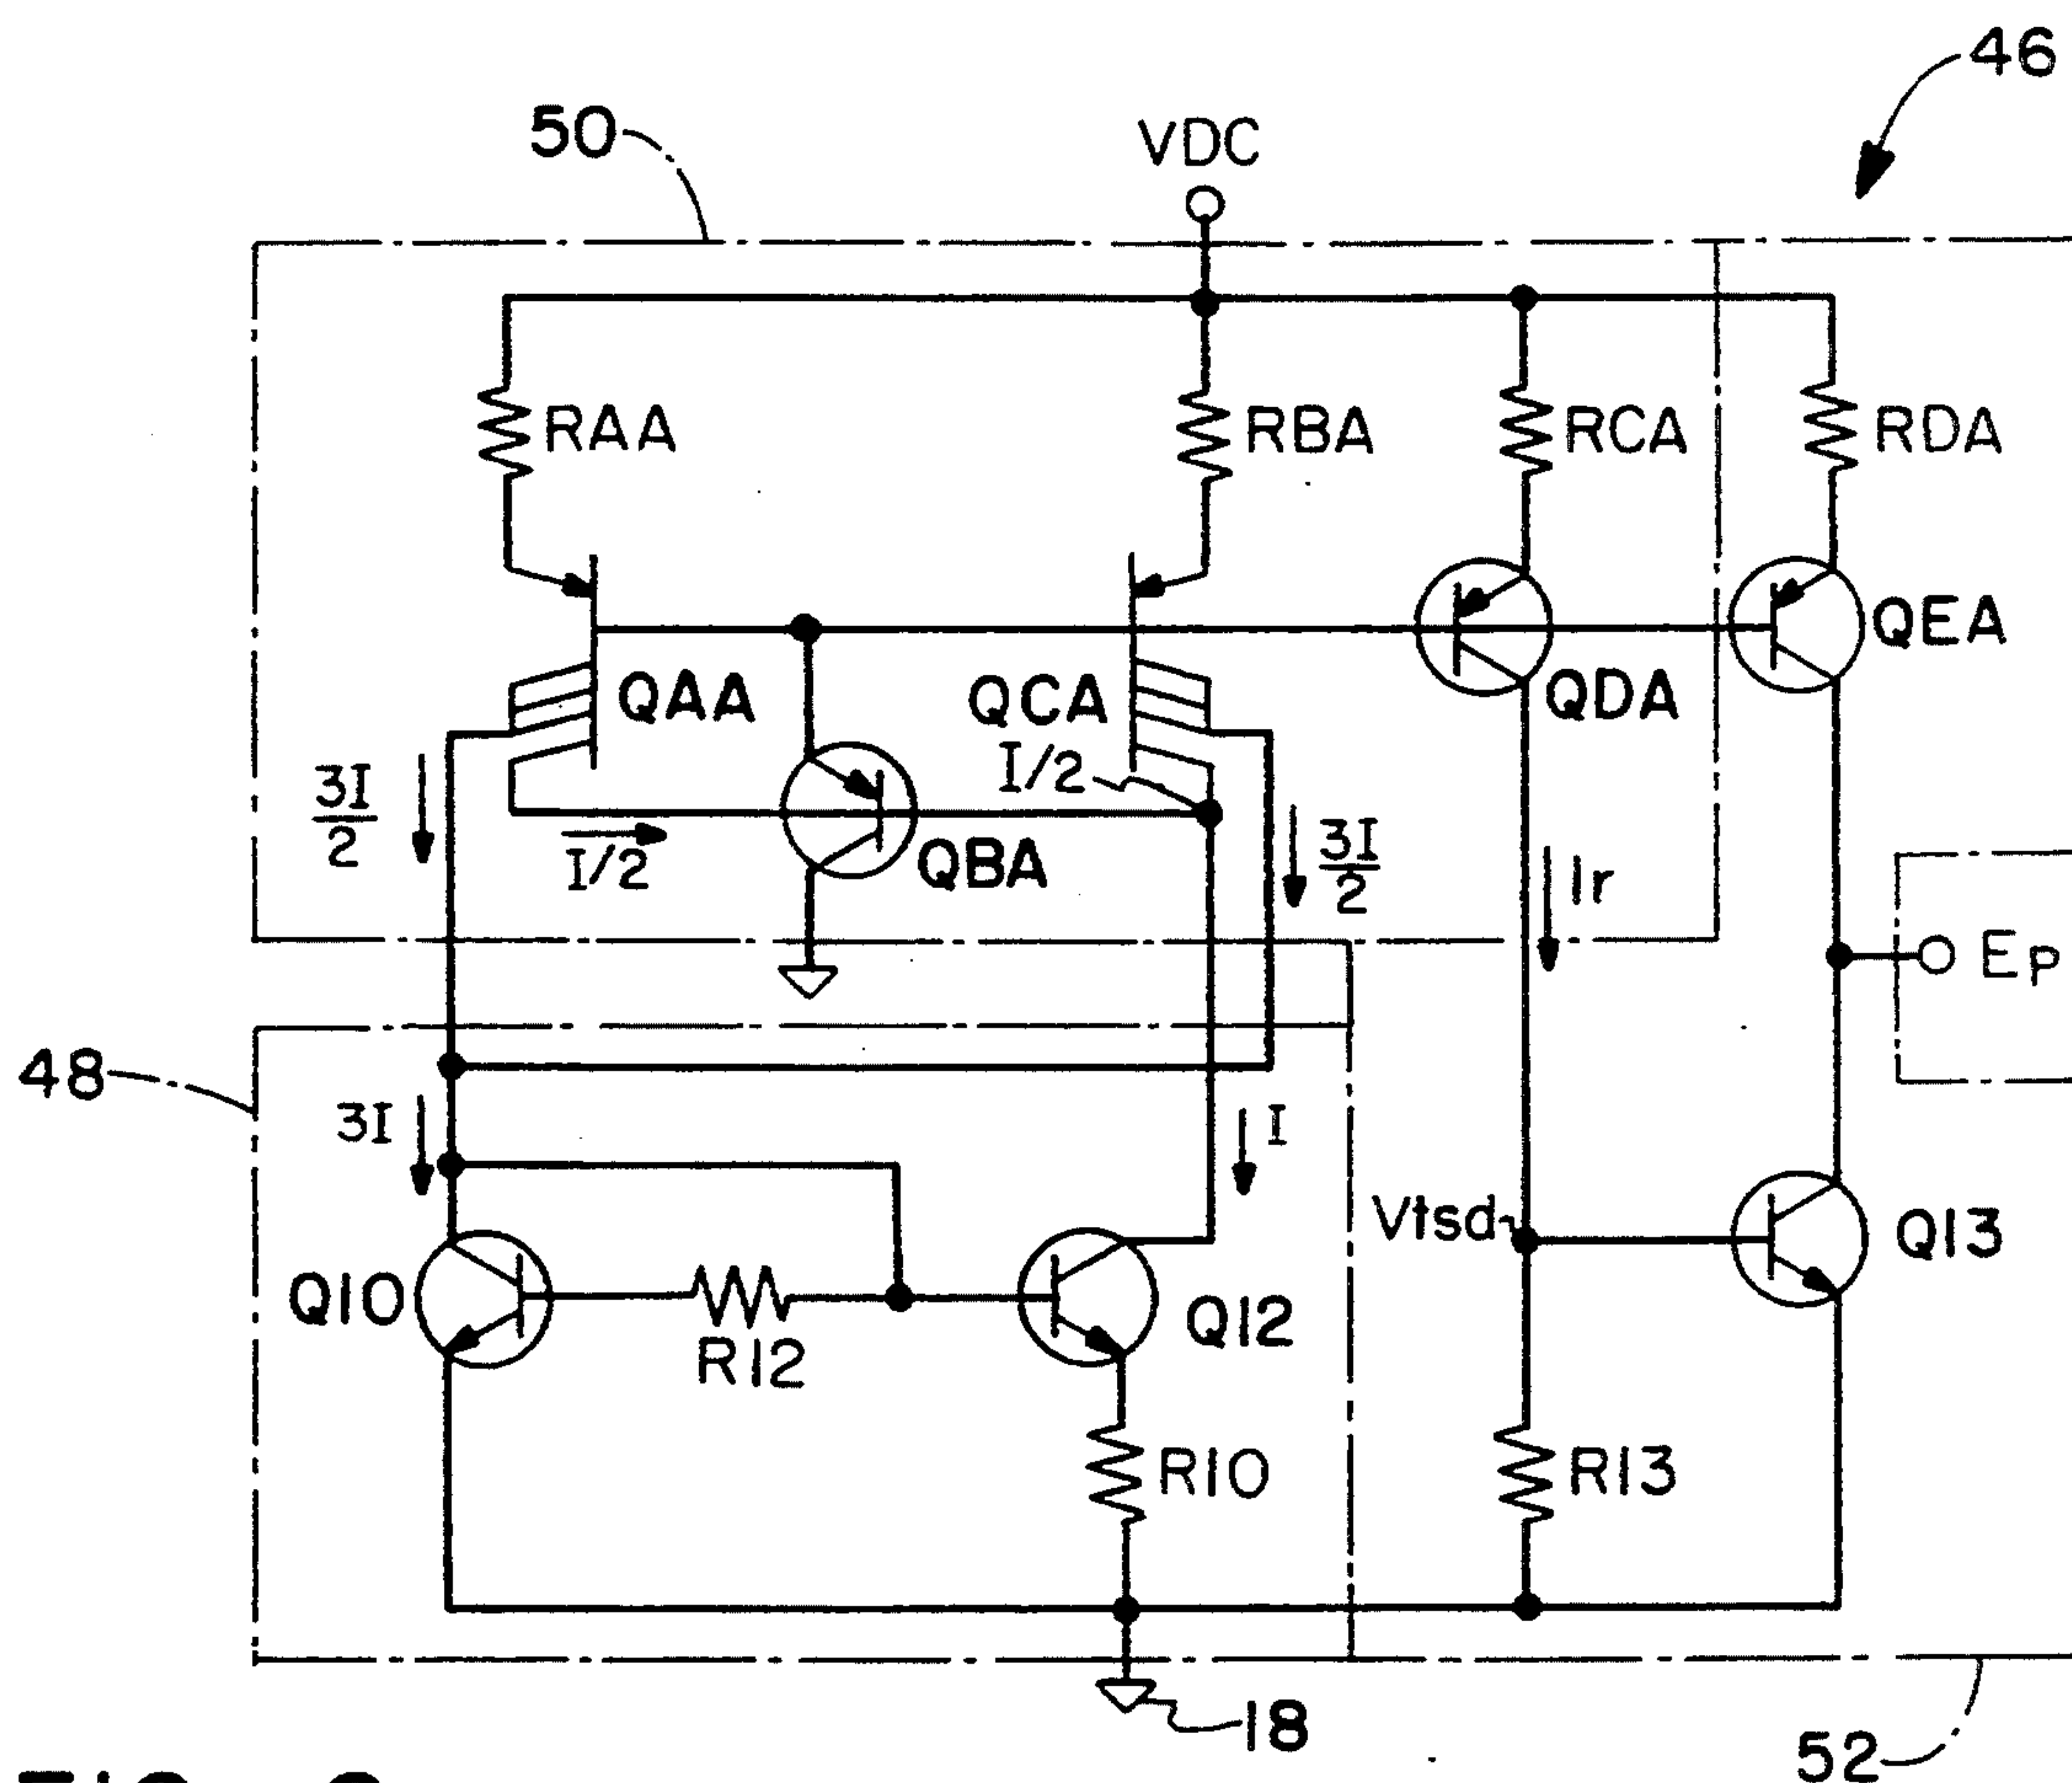 46
50
VDC
RAA
RBA
RCA
RDA
QAA
QCA
QDA
QEA
I/2
3I
2
I/2
QBA
3I
2
Ir
EP
48
3I
I
Vtsd
Q13
Q10
R12
Q12
R10
R13
18
52